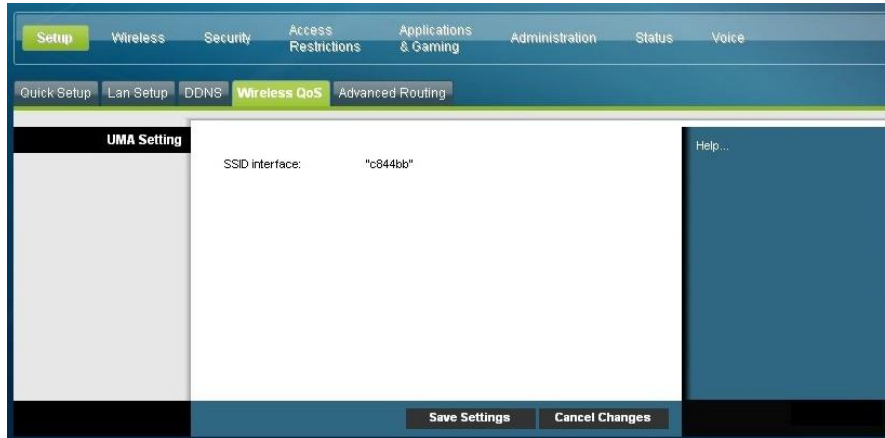 Setup Wireless Security Access Restrictions Applications & Gaming Administration Status Voice
Quick Setup Lan Setup DDNS Wireless QoS Advanced Routing
UMA Setting
SSID interface: "c844bb"
Help...
Save Settings Cancel Changes